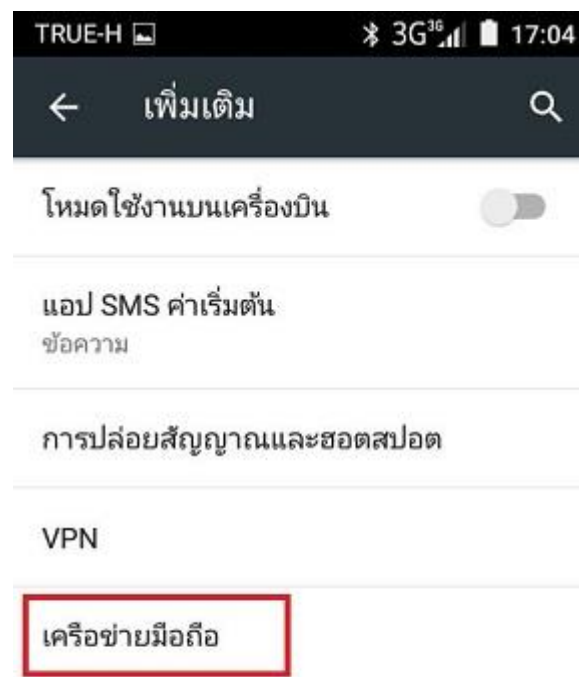 TRUE-H 3G 3G 17:04
เพิ่มเติม
โหมดใช้งานบนเครื่องบิน
แอป SMS ค่าเริ่มต้น
ข้อความ
การปล่อยสัญญาณและฮอตสปอต
VPN
เครือข่ายมือถือ